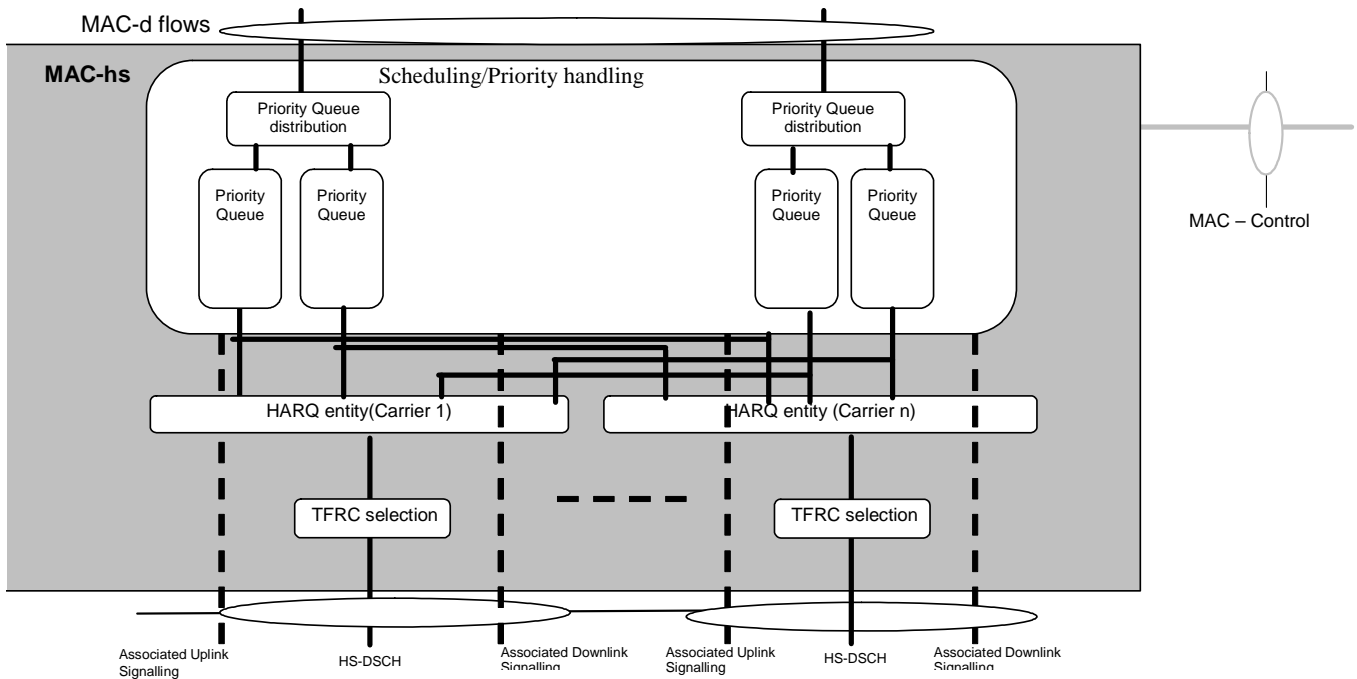 MAC-d flows
MAC-hs
Scheduling/Priority handling
Priority Queue
distribution
Priority Queue
distribution
Priority
Queue
Priority
Queue
Priority
Queue
Priority
Queue
MAC – Control
HARQ entity(Carrier 1)
HARQ entity (Carrier n)
TFRC selection
TFRC selection
Associated Uplink
Signalling
HS-DSCH
Associated Downlink
Signalling
Associated Uplink
Signalling
HS-DSCH
Associated Downlink
Signalling